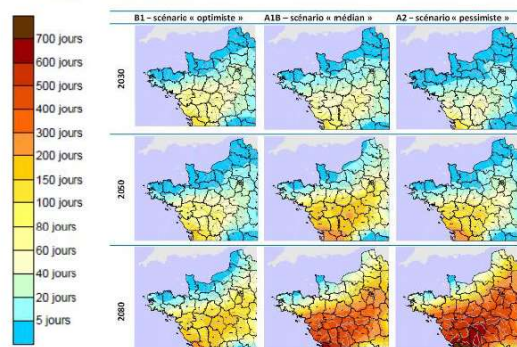 B1 – scénario « optimiste »
A1B – scénario « médian »
A2 – scénario « pessimiste »
700 jours
600 jours
500 jours
400 jours
300 jours
200 jours
150 jours
100 jours
80 jours
60 jours
40 jours
20 jours
5 jours
2030
2050
2080